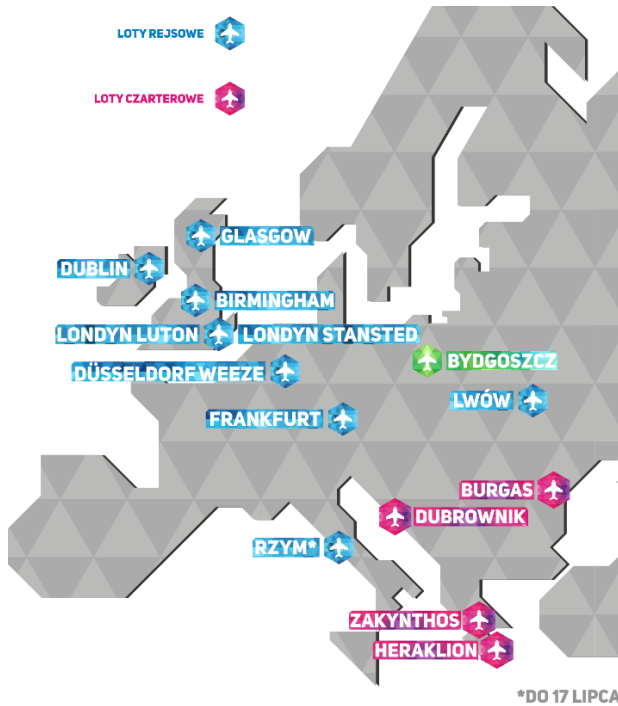 LOTY REJSOWE
LOTY CZARTEROWE
GLASGOW
DUBLIN
BIRMINGHAM
LONDYN LUTON
LONDYN STANSTED
BYDGOSZCZ
DÜSSELDORF WEEZE
LWÓW
FRANKFURT
BURGAS
DUBROWNIK
RZYM*
ZAKYNTHOS
HERAKLION
*DO 17 LIPCA